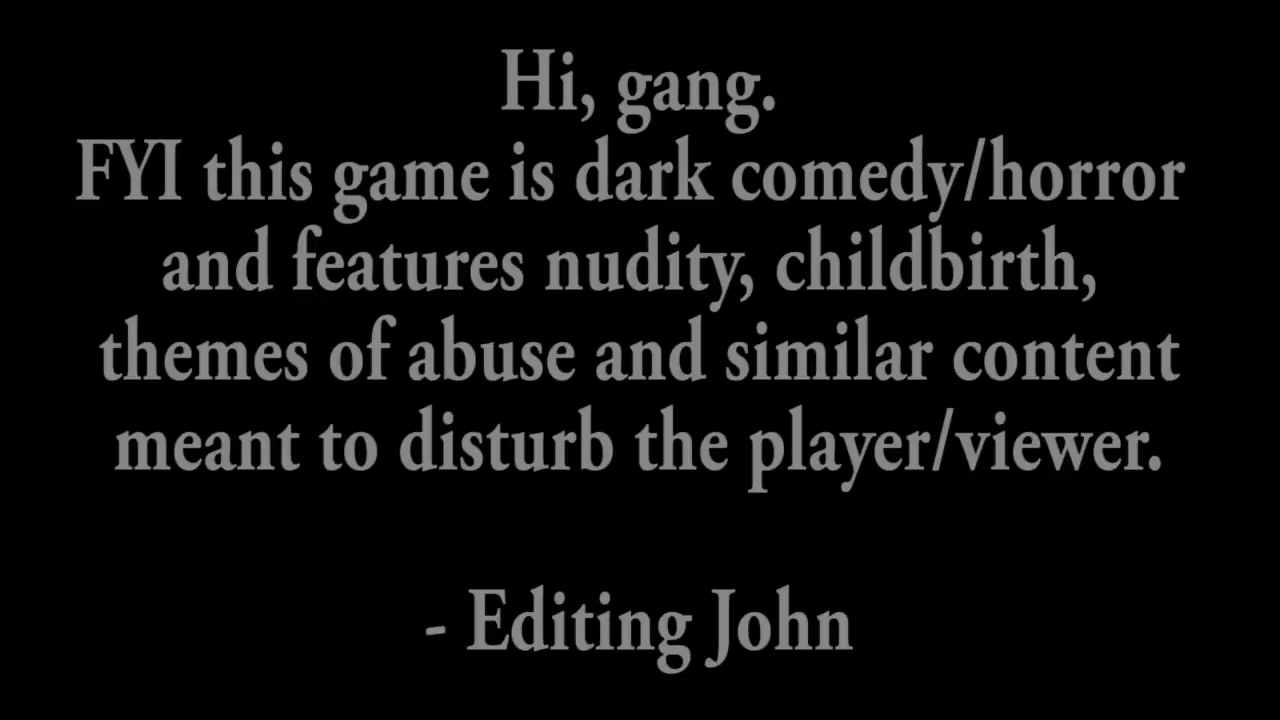 Hi, gang.
FYI this game is dark comedy/horror
and features nudity, childbirth,
themes of abuse and similar content
meant to disturb the player/viewer.
- Editing John